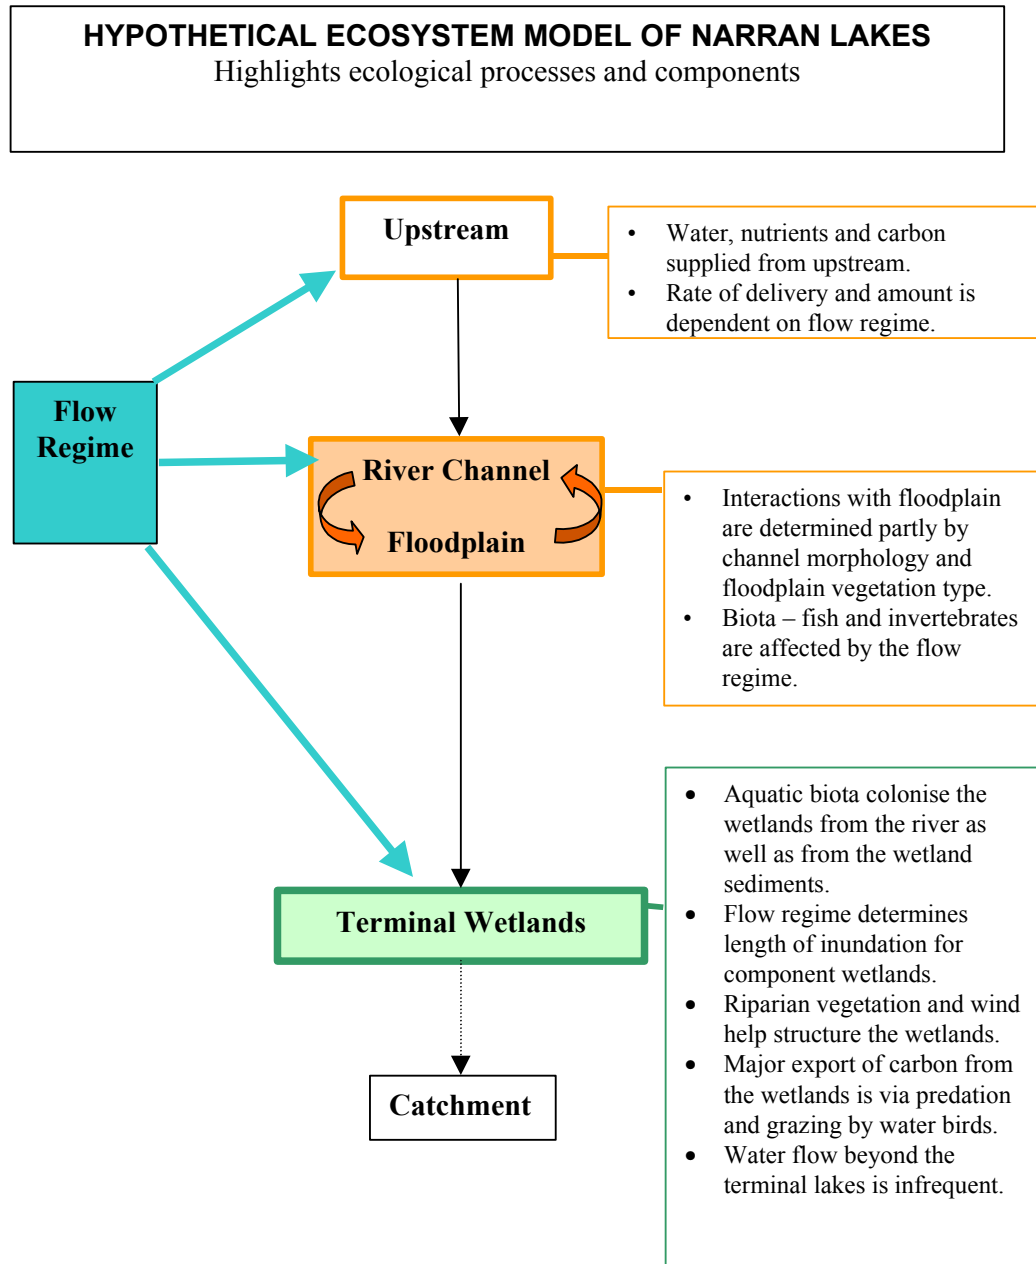 HYPOTHETICAL ECOSYSTEM MODEL OF NARRAN LAKES
Highlights ecological processes and components
Upstream
• Water, nutrients and carbon
supplied from upstream.
• Rate of delivery and amount is
dependent on flow regime.
Flow
Regime
River Channel
Floodplain
• Interactions with floodplain
are determined partly by
channel morphology and
floodplain vegetation type.
• Biota – fish and invertebrates
are affected by the flow
regime.
Terminal Wetlands
• Aquatic biota colonise the
wetlands from the river as
well as from the wetland
sediments.
• Flow regime determines
length of inundation for
component wetlands.
• Riparian vegetation and wind
help structure the wetlands.
• Major export of carbon from
the wetlands is via predation
and grazing by water birds.
• Water flow beyond the
terminal lakes is infrequent.
Catchment